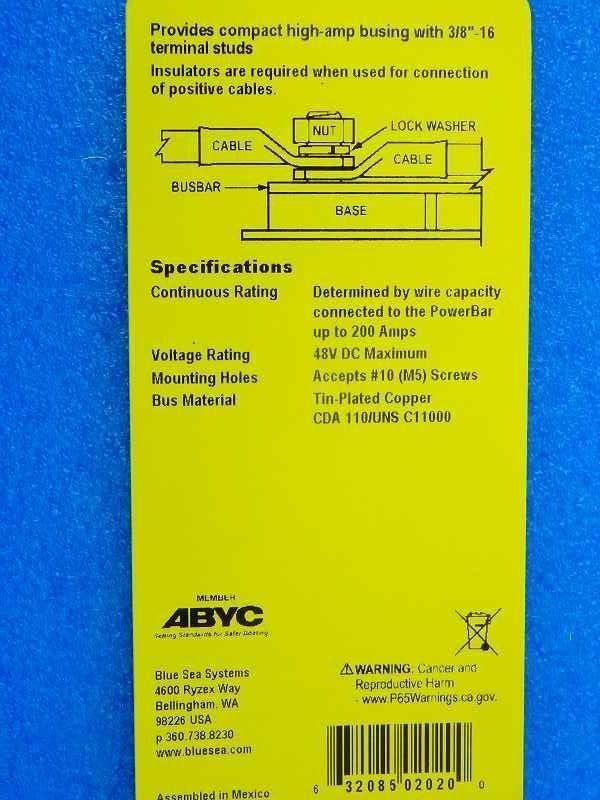 Provides compact high-amp busing with 3/8"-16
terminal studs
Insulators are required when used for connection
of positive cables.
NUT
LOCK WASHER
CABLE
CABLE
BUSBAR
BASE
Specifications
Continuous Rating Determined by wire capacity
connected to the PowerBar
up to 200 Amps
Voltage Rating 48V DC Maximum
Mounting Holes Accepts #10 (M5) Screws
Bus Material Tin-Plated Copper
CDA 110/UNS C11000
MEMBER
ABYC
Setting Standards for Safer Boating
Blue Sea Systems
4600 Ryzex Way
Bellingham, WA
98226 USA
p 360.738.8230
www.bluesea.com
Assembled in Mexico
⚠WARNING. Cancer and
Reproductive Harm
- www.P65Warnings.ca.gov.
6 32085 02020 0